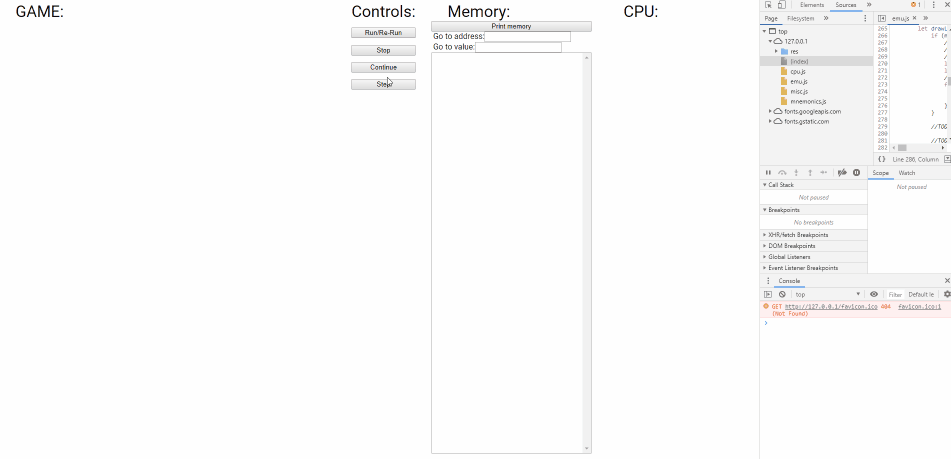 GAME:
Controls:
Run/Re-Run
Stop
Continue
Memory:
Print memory
Go to address:
Go to value:
CPU:
Elements
Sources
»
1
Page
Filesystem
»
top
127.0.0.1
res
(index)
cpu.js
emu.js
misc.js
mnemonics.js
fonts.googleapis.com
fonts.gstatic.com
emu.js
»
265
266
267
268
269
270
271
272
273
274
275
276
277
278
279
280
281
282
let
if
}
}
{}
Line 286, Column
Scope
Watch
Not paused
Call Stack
Not paused
Breakpoints
No breakpoints
XHR/fetch Breakpoints
DOM Breakpoints
Global Listeners
Event Listener Breakpoints
Console
top
Filter
Default le
GET http://127.0.0.1/favicon.ico 404 favicon.ico:1
(Not Found)